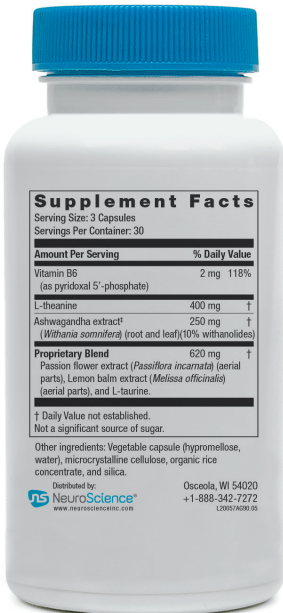 Supplement Facts
Serving Size: 3 Capsules
Servings Per Container: 30
Amount Per Serving % Daily Value
Vitamin B6 2 mg 118%
(as pyridoxal 5'-phosphate)
L-theanine 400 mg †
Ashwagandha extract‡ 250 mg †
(Withania somnifera) (root and leaf)(10% withanolides)
Proprietary Blend 620 mg †
Passion flower extract (Passiflora incarnata) (aerial
parts), Lemon balm extract (Melissa officinalis)
(aerial parts), and L-taurine.
† Daily Value not established.
Not a significant source of sugar.
Other ingredients: Vegetable capsule (hypromellose,
water), microcrystalline cellulose, organic rice
concentrate, and silica.
Distributed by:
ns NeuroScience®
www.neuroscienceinc.com
Osceola, WI 54020
+1-888-342-7272
L20057AG90.05